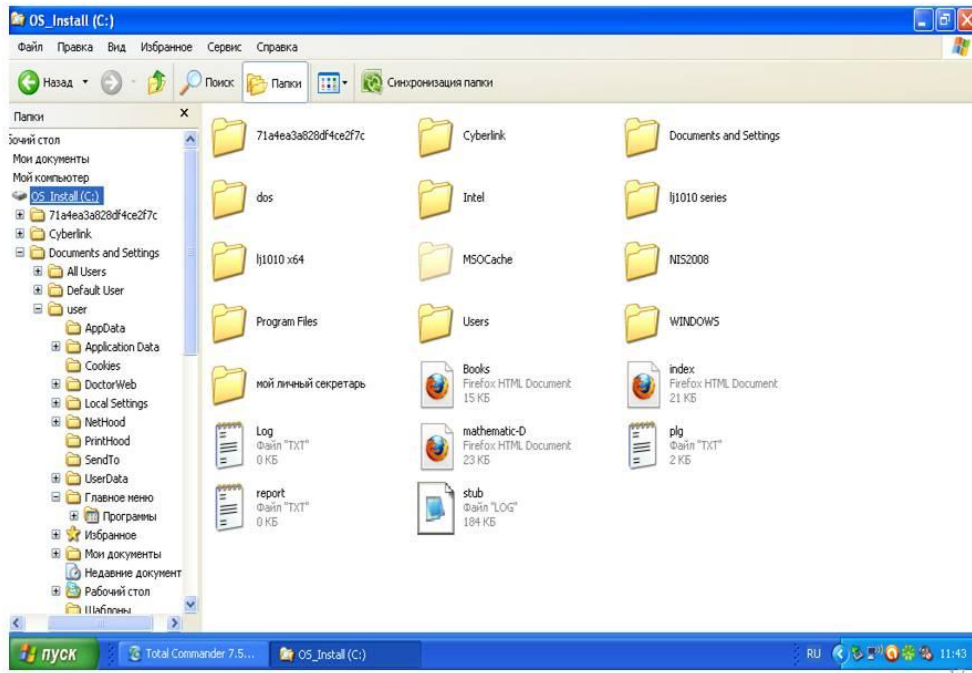 OS_Install (C:)
Файл Правка Вид Избранное Сервис Справка
Назад Поиск Папки Синхронизация папки
Папки
бочий стол
Мои документы
Мой компьютер
OS_Install (C:)
71a4ea3a828df4ce2f7c
Cyberlink
Documents and Settings
All Users
Default User
user
AppData
Application Data
Cookies
DoctorWeb
Local Settings
NetHood
PrintHood
SendTo
UserData
Главное меню
Программы
Избранное
Мои документы
Недавние документ
Рабочий стол
Шаблоны
71a4ea3a828df4ce2f7c
Cyberlink
Documents and Settings
dos
Intel
lj1010 series
lj1010 x64
MSOCache
NIS2008
Program Files
Users
WINDOWS
мой личный секретарь
Books
Firefox HTML Document
15 КБ
index
Firefox HTML Document
21 КБ
Log
Файл "TXT"
0 КБ
mathematic-D
Firefox HTML Document
23 КБ
plg
Файл "TXT"
2 КБ
report
Файл "TXT"
0 КБ
stub
Файл "LOG"
184 КБ
пуск
Total Commander 7.5...
OS_Install (C:)
RU
11:43